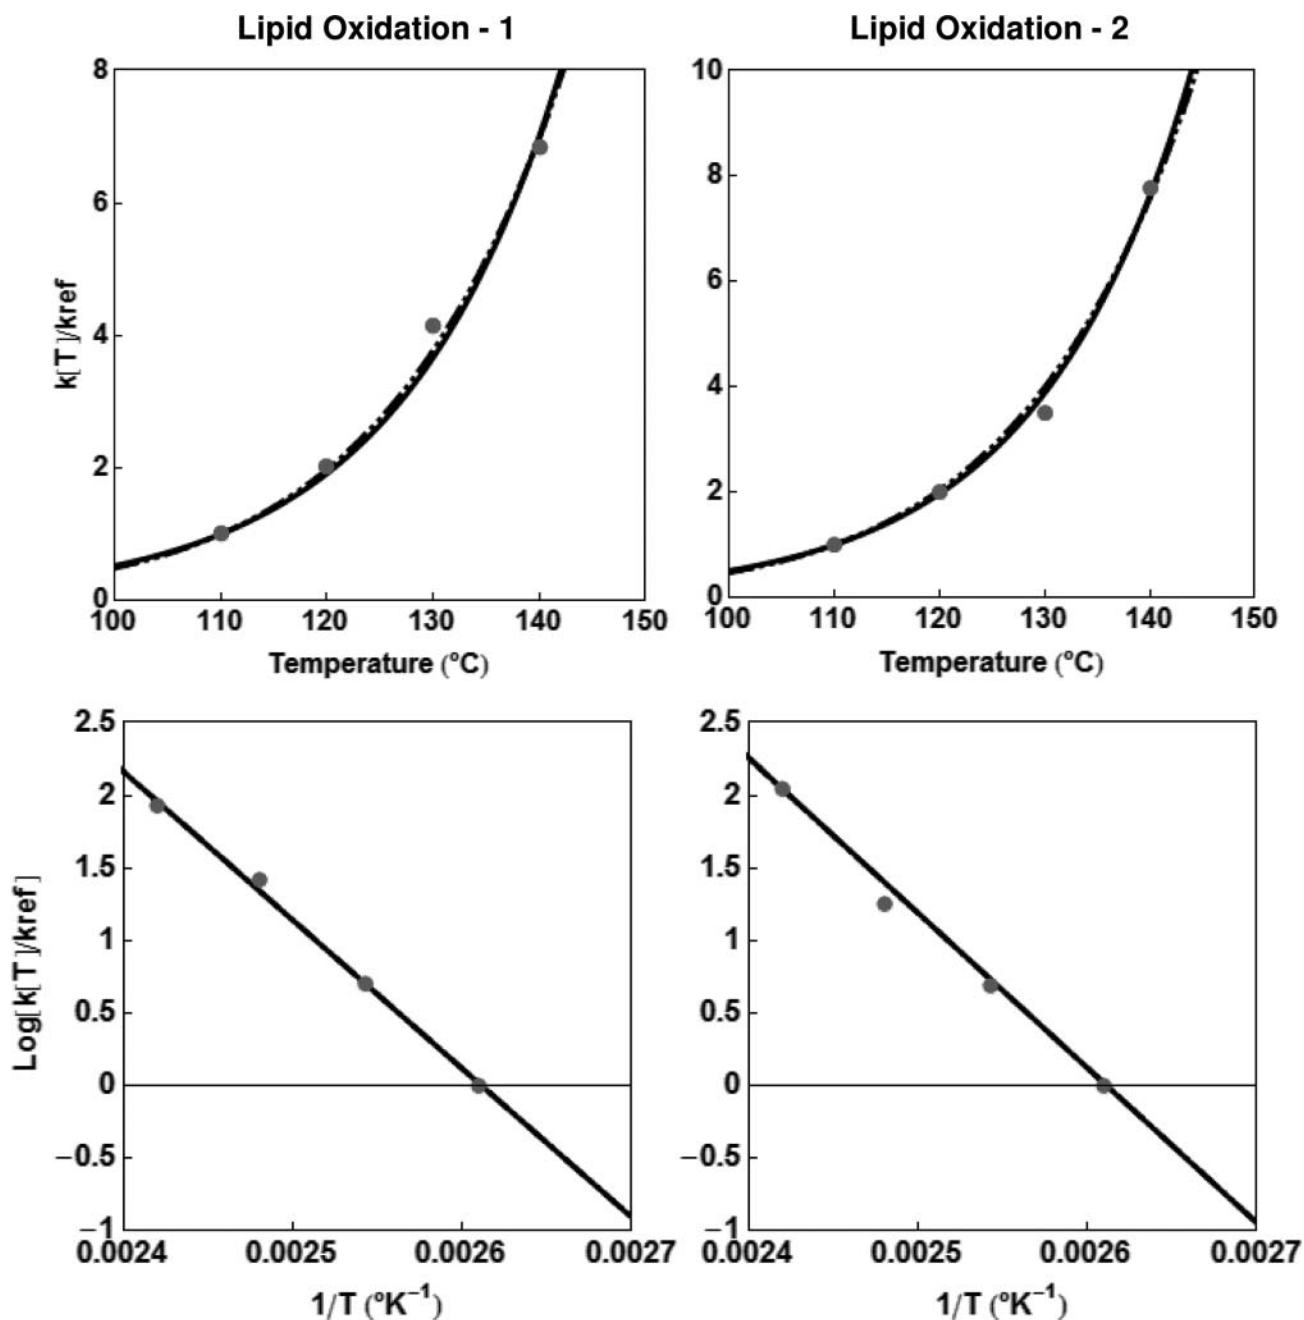 Lipid Oxidation - 1
Lipid Oxidation - 2
k[T]/kref
8
6
4
2
0
100 110 120 130 140 150
Temperature (°C)
10
8
6
4
2
0
100 110 120 130 140 150
Temperature (°C)
Log[k[T]/kref]
2.5
2
1.5
1
0.5
0
−0.5
−1
0.0024 0.0025 0.0026 0.0027
1/T (°K⁻¹)
2.5
2
1.5
1
0.5
0
−0.5
−1
0.0024 0.0025 0.0026 0.0027
1/T (°K⁻¹)